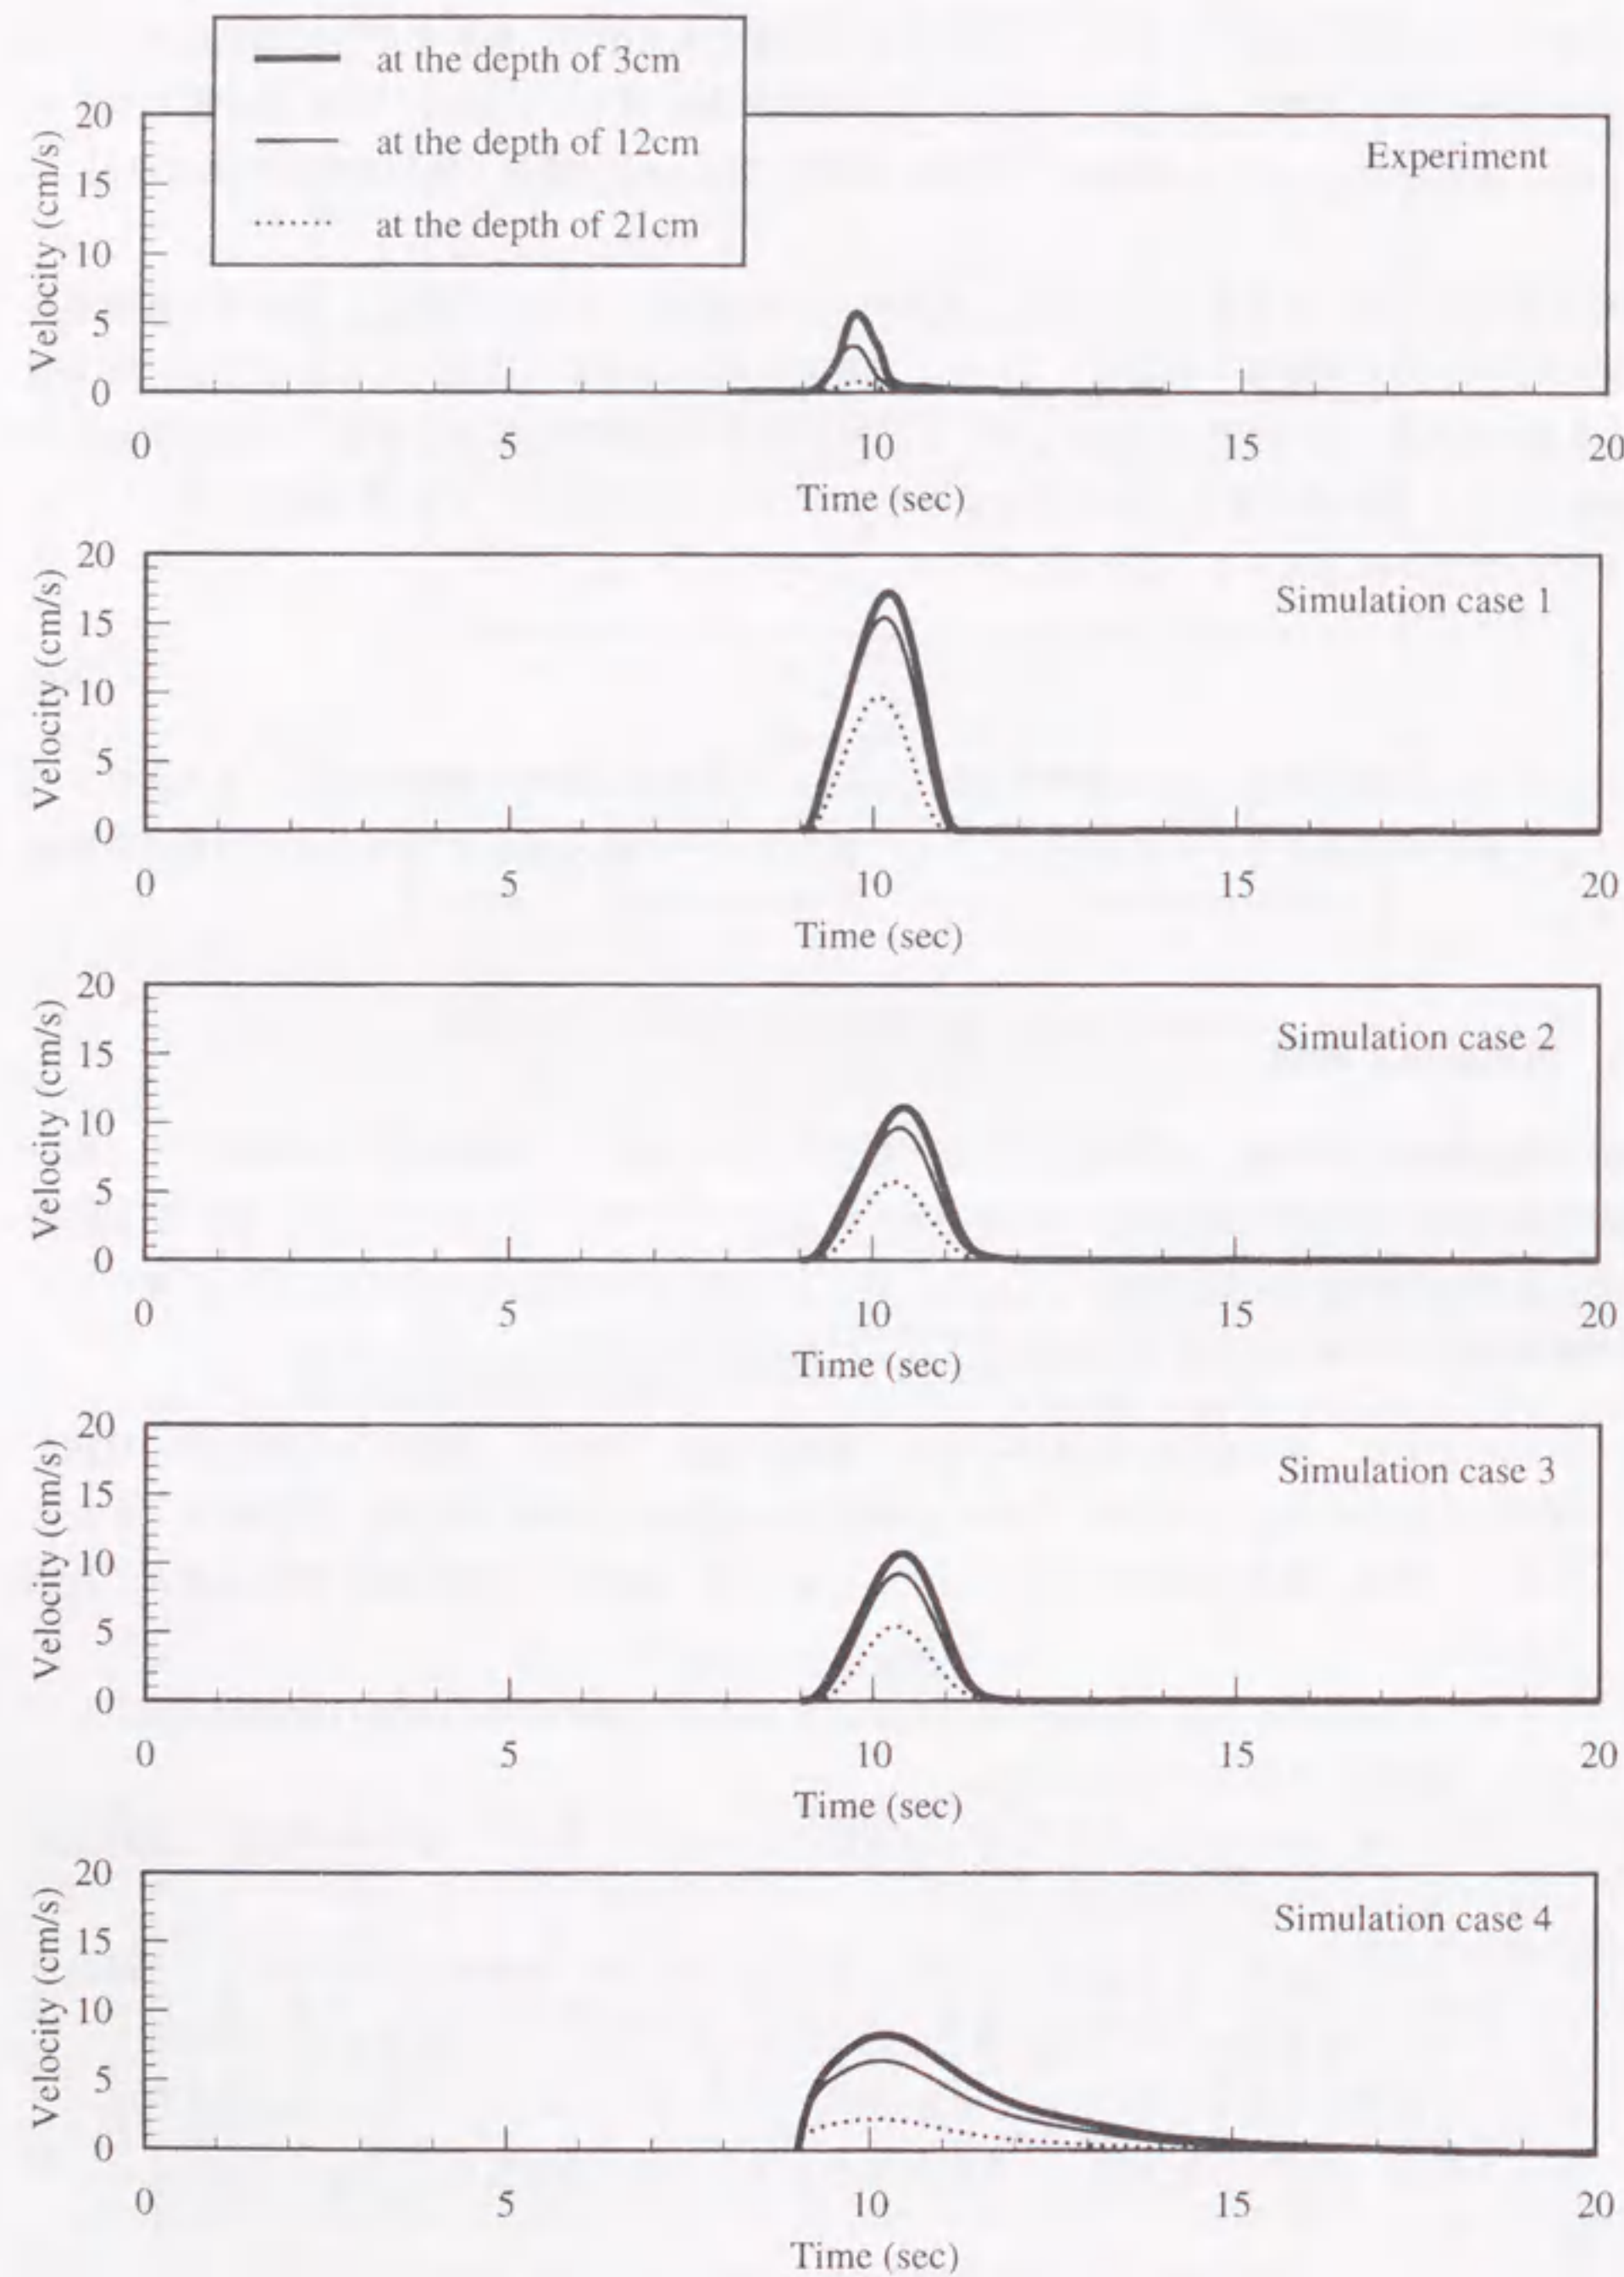 at the depth of 3cm
at the depth of 12cm
at the depth of 21cm
Experiment
Velocity (cm/s)
20
15
10
5
0
0 5 10 15 20
Time (sec)
Simulation case 1
Velocity (cm/s)
20
15
10
5
0
0 5 10 15 20
Time (sec)
Simulation case 2
Velocity (cm/s)
20
15
10
5
0
0 5 10 15 20
Time (sec)
Simulation case 3
Velocity (cm/s)
20
15
10
5
0
0 5 10 15 20
Time (sec)
Simulation case 4
Velocity (cm/s)
20
15
10
5
0
0 5 10 15 20
Time (sec)